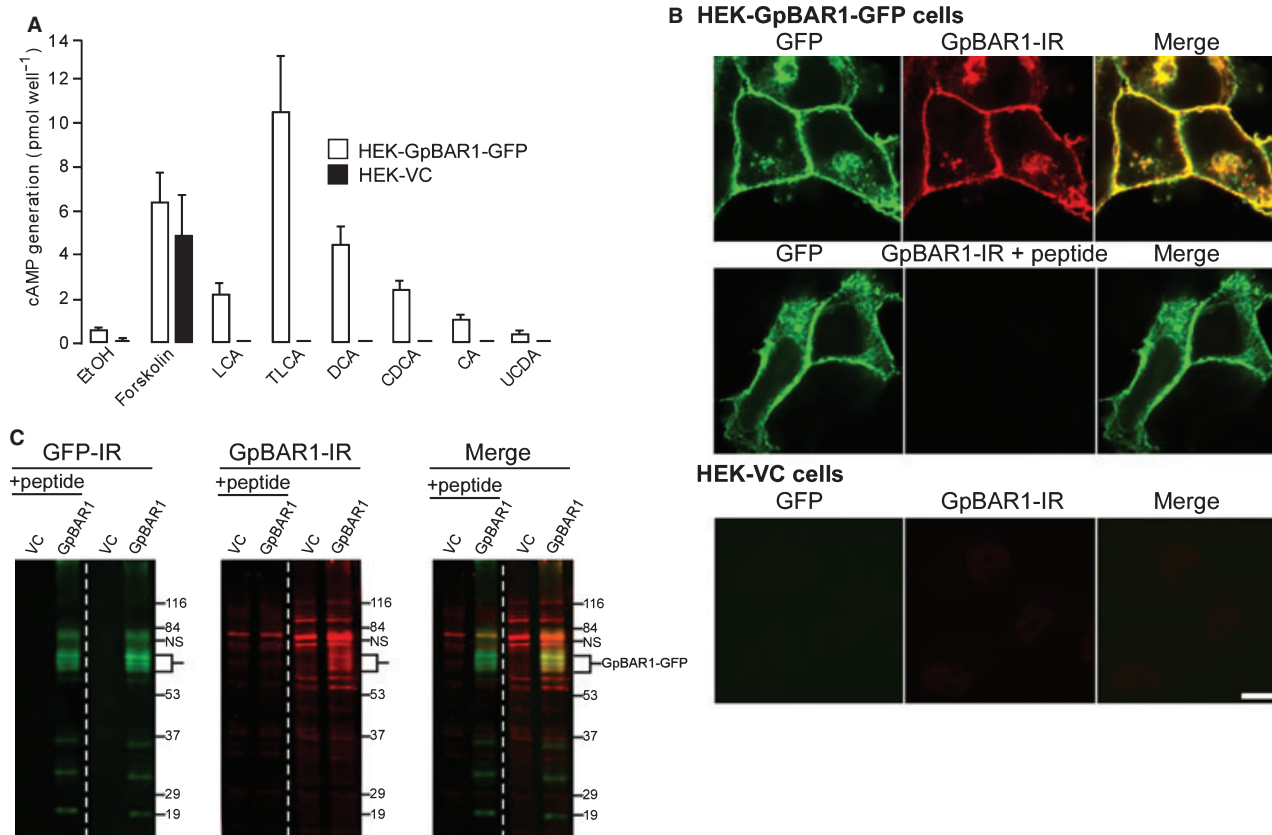 A
14
12
10
8
6
4
2
0
cAMP generation (pmol well⁻¹)
HEK-GpBAR1-GFP
HEK-VC
EtOH
Forskolin
LCA
TLCA
DCA
CDCA
CA
UCDA
B HEK-GpBAR1-GFP cells
GFP GpBAR1-IR Merge
GFP GpBAR1-IR + peptide Merge
HEK-VC cells
GFP GpBAR1-IR Merge
C
GFP-IR GpBAR1-IR Merge
+peptide +peptide +peptide
VC GpBAR1 VC GpBAR1 VC GpBAR1 VC GpBAR1 VC GpBAR1 VC GpBAR1
116 116 116
84 84 84
NS NS NS
GpBAR1-GFP
53 53 53
37 37 37
29 29 29
19 19 19